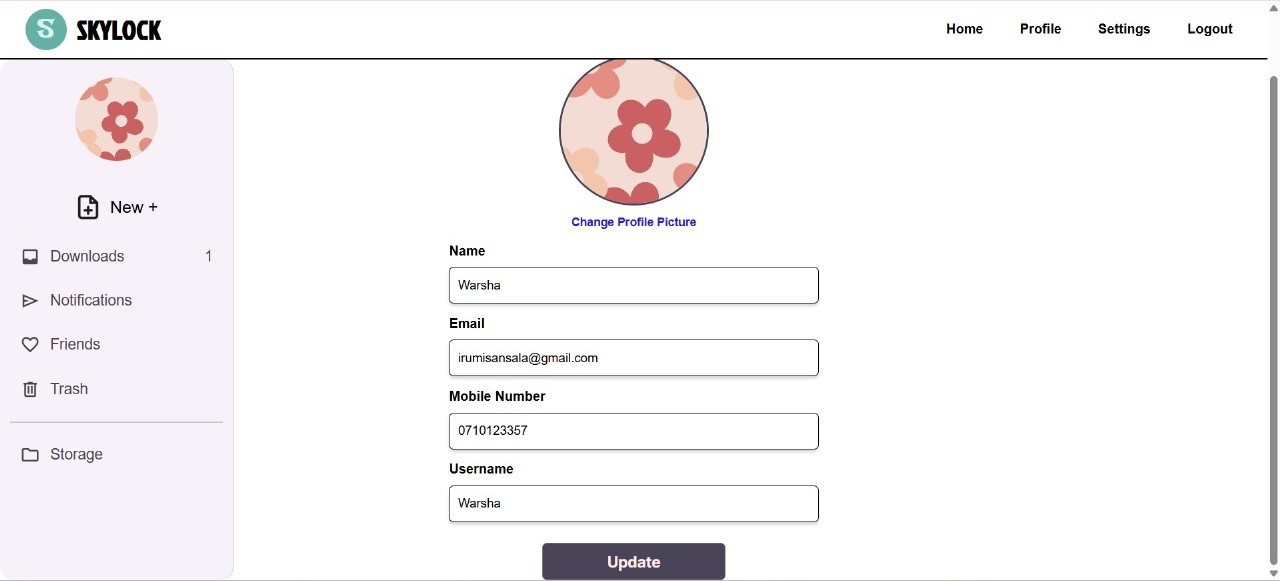 S SKYLOCK
Home Profile Settings Logout
New +
Downloads 1
Notifications
Friends
Trash
Storage
Change Profile Picture
Name
Warsha
Email
irumisansala@gmail.com
Mobile Number
0710123357
Username
Warsha
Update